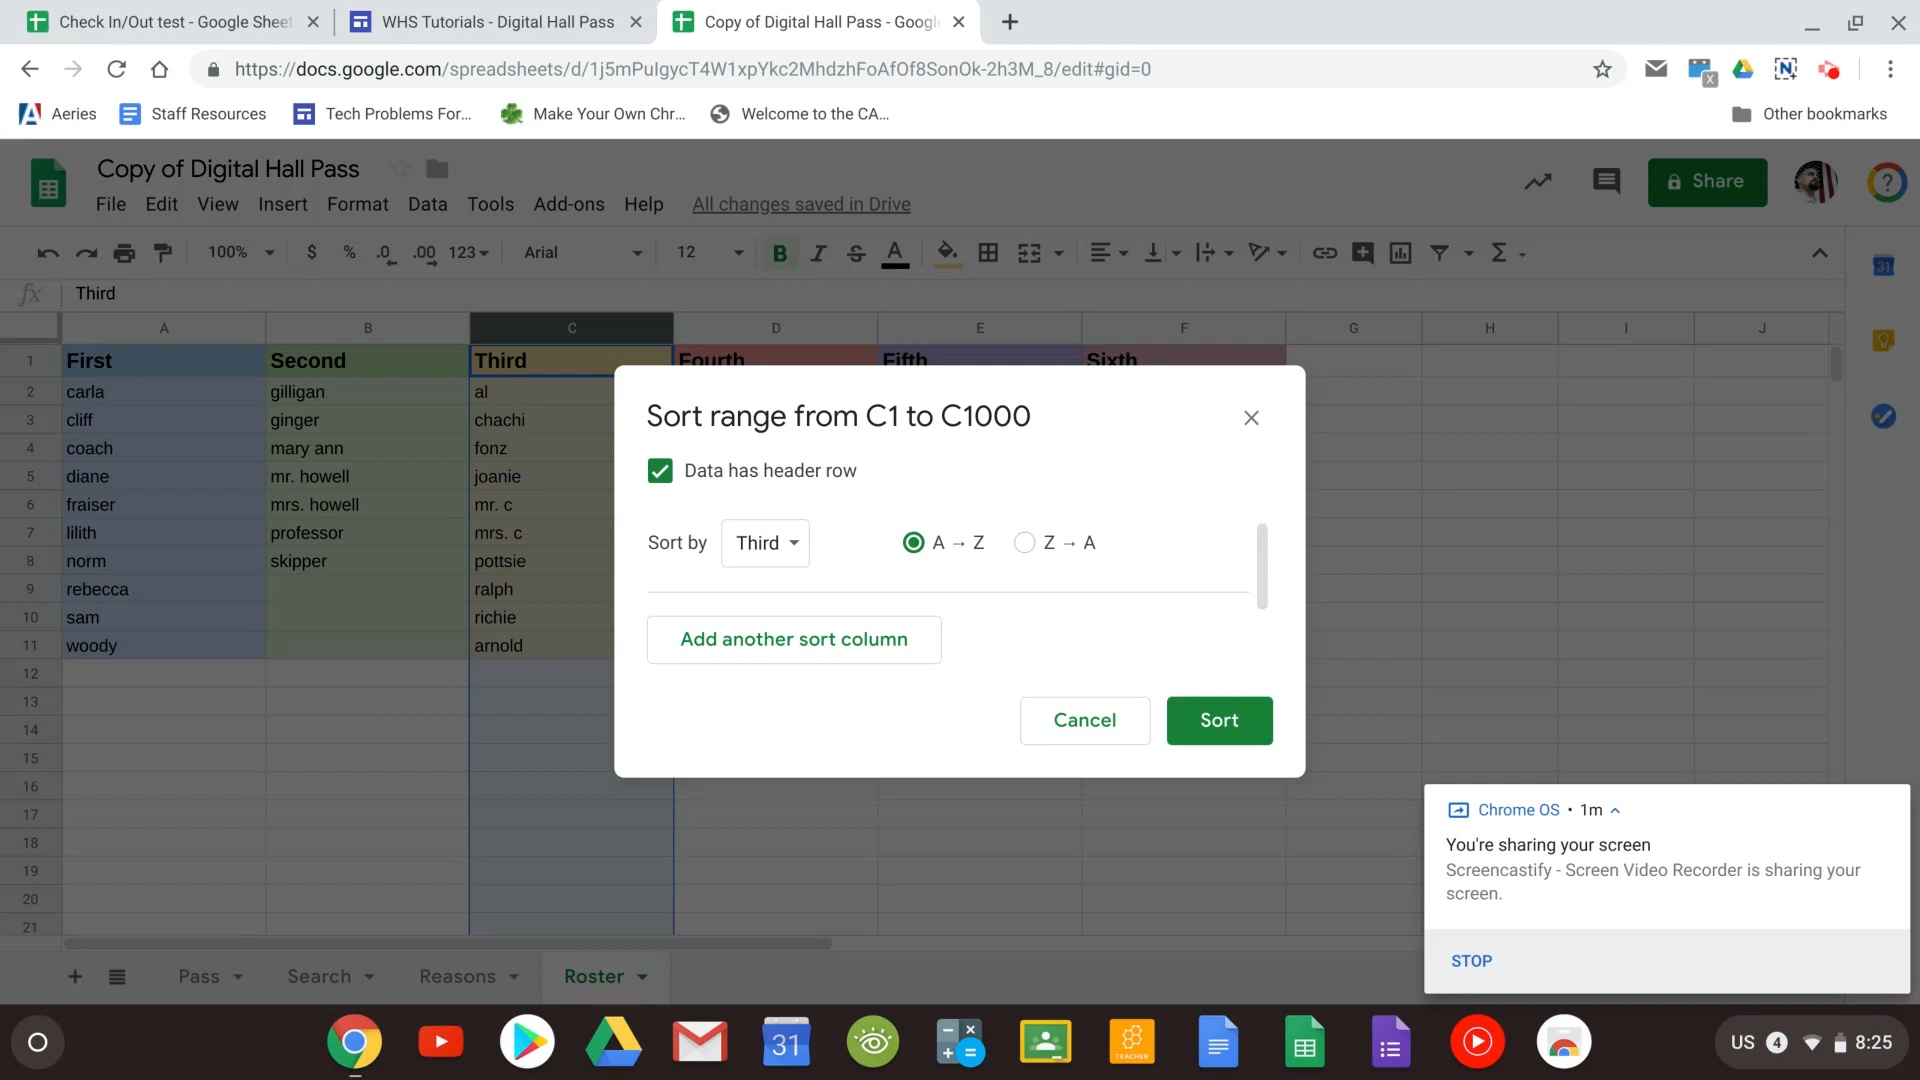 Check In/Out test - Google Sheet
WHS Tutorials - Digital Hall Pass
Copy of Digital Hall Pass - Googl
https://docs.google.com/spreadsheets/d/1j5mPuIgycT4W1xpYkc2MhdzhFoAfOf8SonOk-2h3M_8/edit#gid=0
Aeries
Staff Resources
Tech Problems For...
Make Your Own Chr...
Welcome to the CA...
Other bookmarks
Copy of Digital Hall Pass
File Edit View Insert Format Data Tools Add-ons Help
All changes saved in Drive
Share
100% $ % .0 .00 123 Arial 12 B I S A
fx Third
A B C D E F G H I J
1 First Second Third Fourth Fifth Sixth
2 carla gilligan al
3 cliff ginger chachi
4 coach mary ann fonz
5 diane mr. howell joanie
6 fraiser mrs. howell mr. c
7 lilith professor mrs. c
8 norm skipper pottsie
9 rebecca ralph
10 sam richie
11 woody arnold
12
13
14
15
16
17
18
19
20
21
Sort range from C1 to C1000
Data has header row
Sort by Third A → Z Z → A
Add another sort column
Cancel Sort
Chrome OS • 1m
You're sharing your screen
Screencastify - Screen Video Recorder is sharing your
screen.
STOP
Pass Search Reasons Roster
31
31
TEACHER
US 4 8:25